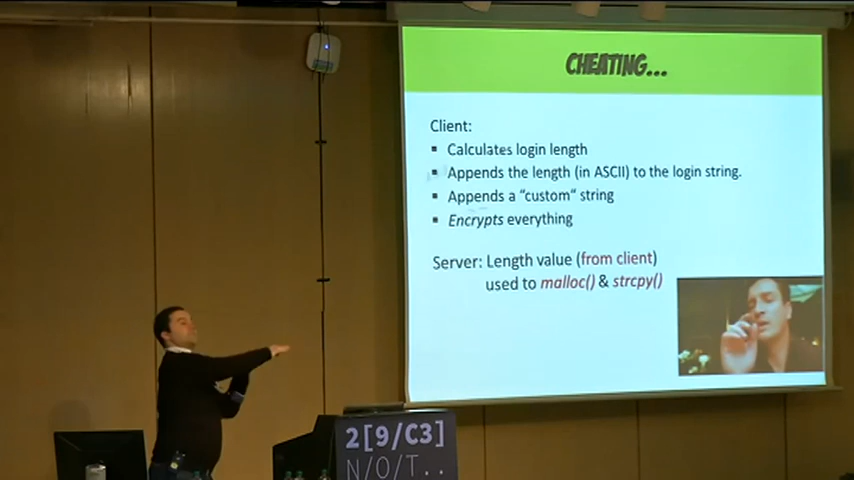 CHEATING...
Client:
▪ Calculates login length
▪ Appends the length (in ASCII) to the login string.
▪ Appends a "custom" string
▪ Encrypts everything
Server: Length value (from client)
used to malloc() & strcpy()
2[9/C3]
N/O/T..